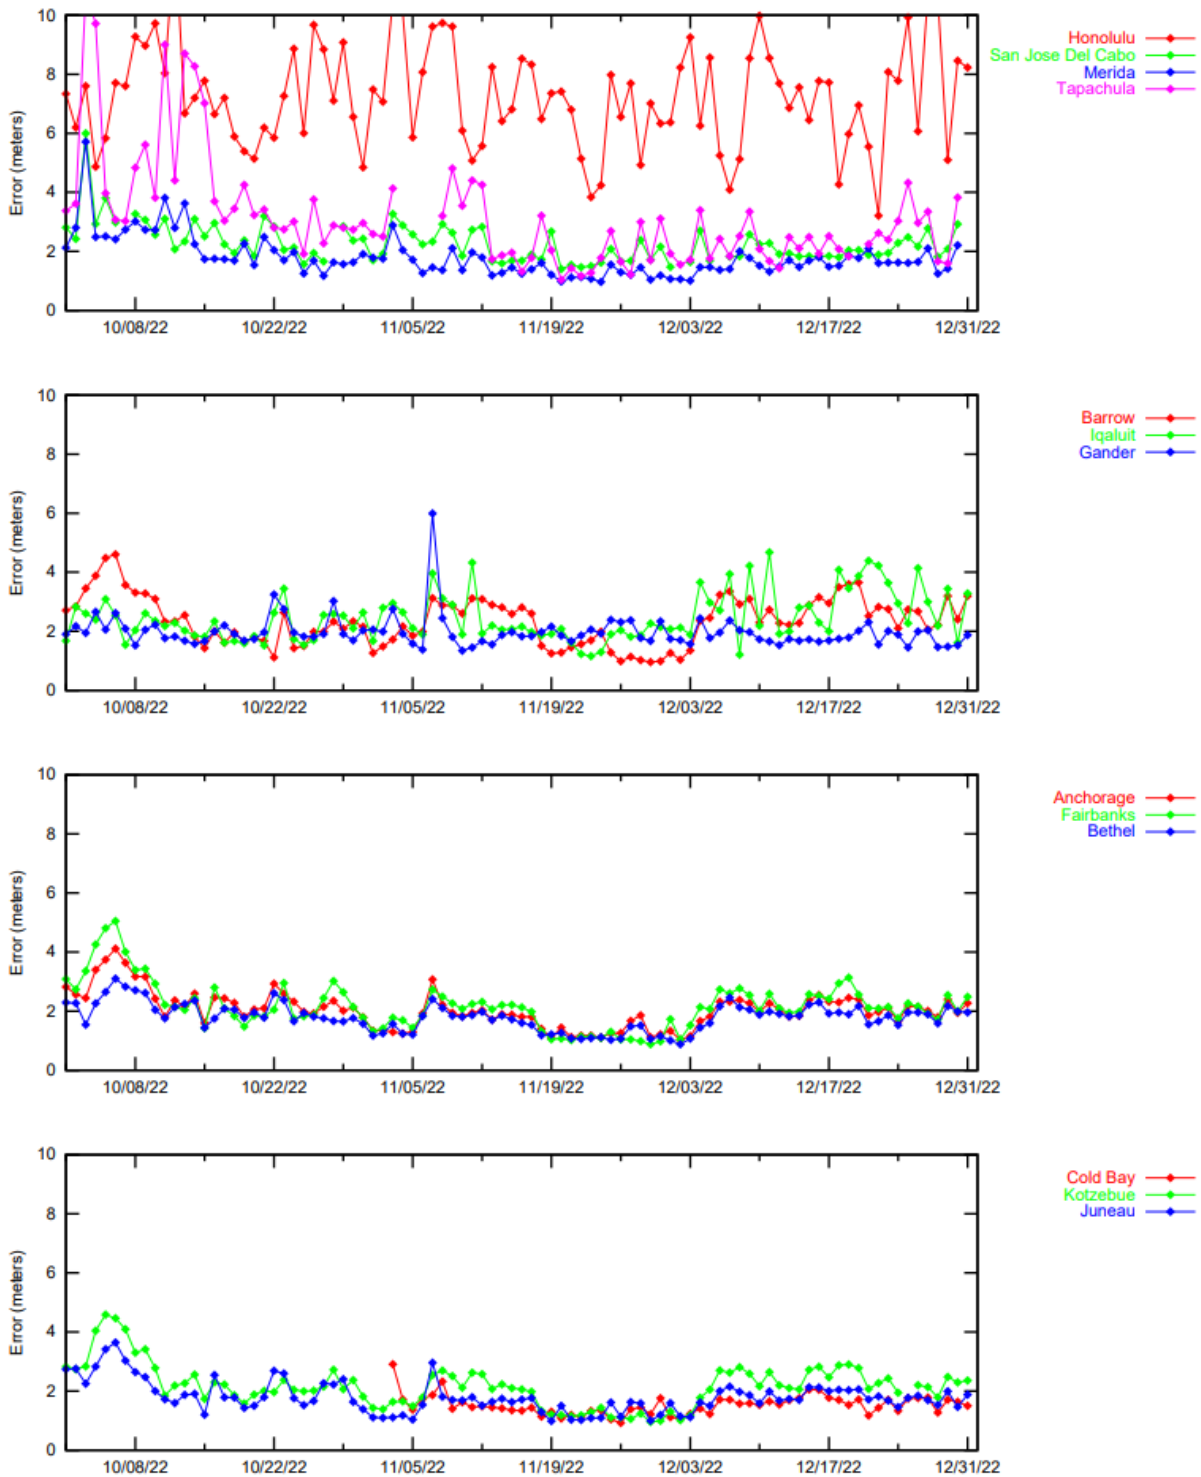 10
8
6
4
2
0
Error (meters)
10/08/22 10/22/22 11/05/22 11/19/22 12/03/22 12/17/22 12/31/22
Honolulu
San Jose Del Cabo
Merida
Tapachula
10
8
6
4
2
0
Error (meters)
10/08/22 10/22/22 11/05/22 11/19/22 12/03/22 12/17/22 12/31/22
Barrow
Iqaluit
Gander
10
8
6
4
2
0
Error (meters)
10/08/22 10/22/22 11/05/22 11/19/22 12/03/22 12/17/22 12/31/22
Anchorage
Fairbanks
Bethel
10
8
6
4
2
0
Error (meters)
10/08/22 10/22/22 11/05/22 11/19/22 12/03/22 12/17/22 12/31/22
Cold Bay
Kotzebue
Juneau